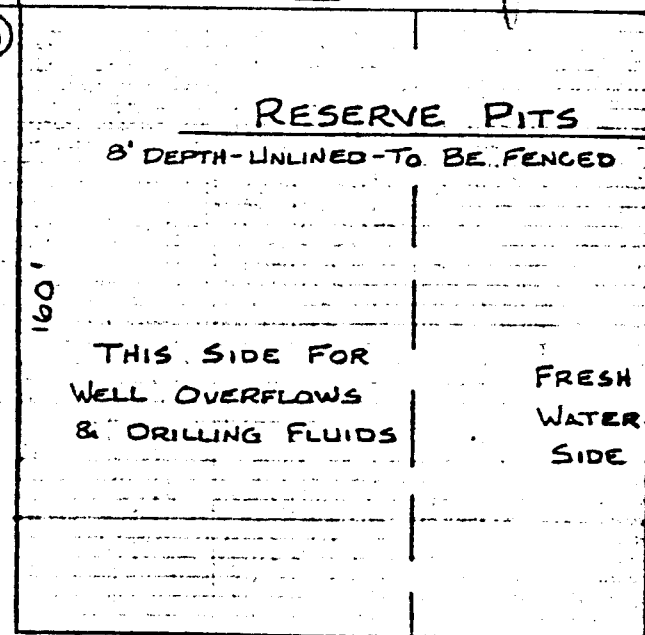 RESERVE PITS
8' DEPTH-UNLINED-TO BE FENCED
160'
THIS SIDE FOR
WELL OVERFLOWS
& DRILLING FLUIDS
FRESH
WATER
SIDE